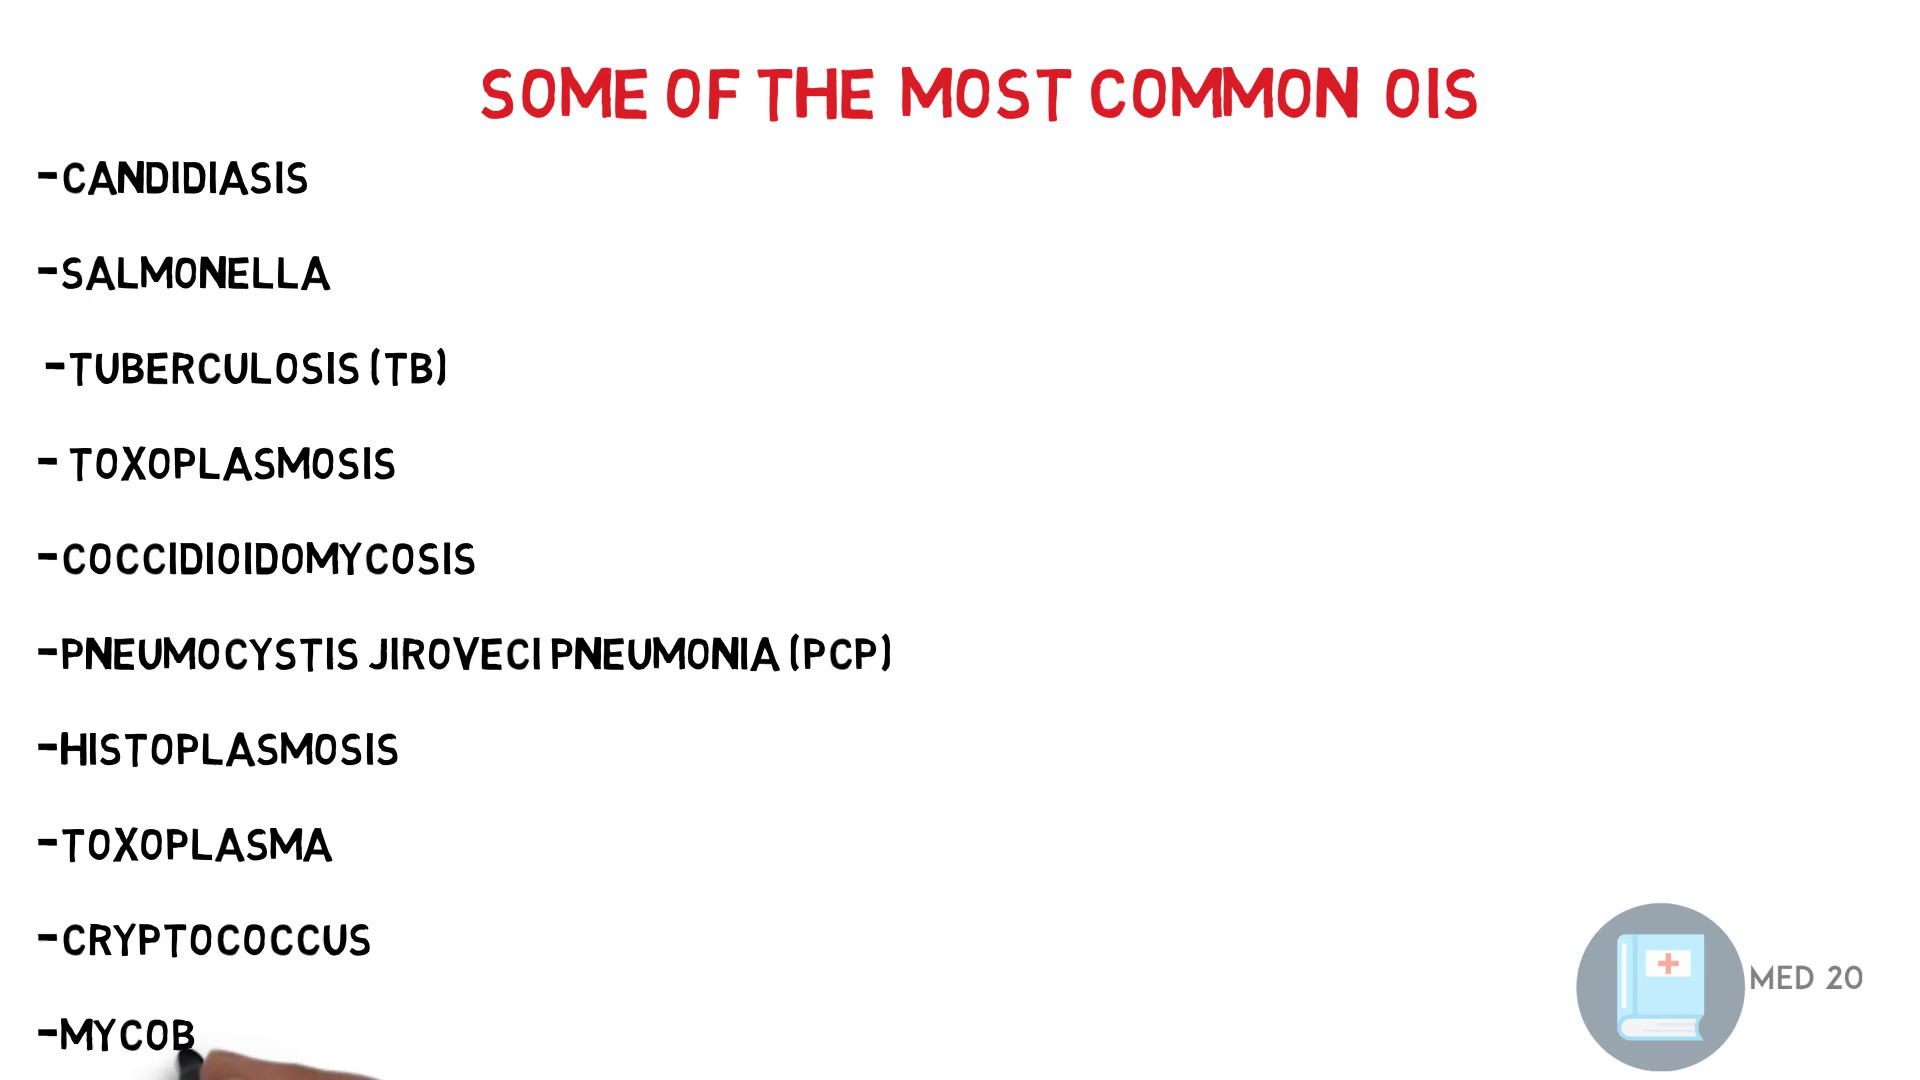 SOME OF THE MOST COMMON OIS
-CANDIDIASIS
-SALMONELLA
-TUBERCULOSIS (TB)
- TOXOPLASMOSIS
-COCCIDIOIDOMYCOSIS
-PNEUMOCYSTIS JIROVECI PNEUMONIA (PCP)
-HISTOPLASMOSIS
-TOXOPLASMA
-CRYPTOCOCCUS
MED 20
-MYCOB